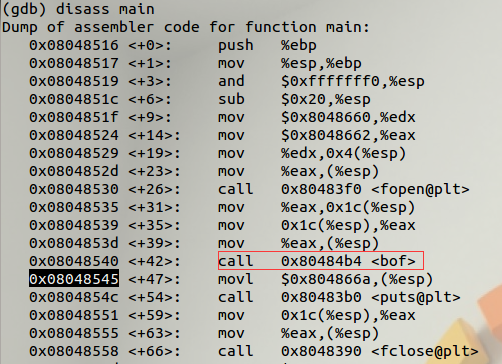 (gdb) disass main
Dump of assembler code for function main:
0x08048516 <+0>: push %ebp
0x08048517 <+1>: mov %esp,%ebp
0x08048519 <+3>: and $0xfffffff0,%esp
0x0804851c <+6>: sub $0x20,%esp
0x0804851f <+9>: mov $0x8048660,%edx
0x08048524 <+14>: mov $0x8048662,%eax
0x08048529 <+19>: mov %edx,0x4(%esp)
0x0804852d <+23>: mov %eax,(%esp)
0x08048530 <+26>: call 0x80483f0 <fopen@plt>
0x08048535 <+31>: mov %eax,0x1c(%esp)
0x08048539 <+35>: mov 0x1c(%esp),%eax
0x0804853d <+39>: mov %eax,(%esp)
0x08048540 <+42>: call 0x80484b4 <bof>
0x08048545 <+47>: movl $0x804866a,(%esp)
0x0804854c <+54>: call 0x80483b0 <puts@plt>
0x08048551 <+59>: mov 0x1c(%esp),%eax
0x08048555 <+63>: mov %eax,(%esp)
0x08048558 <+66>: call 0x8048390 <fclose@plt>